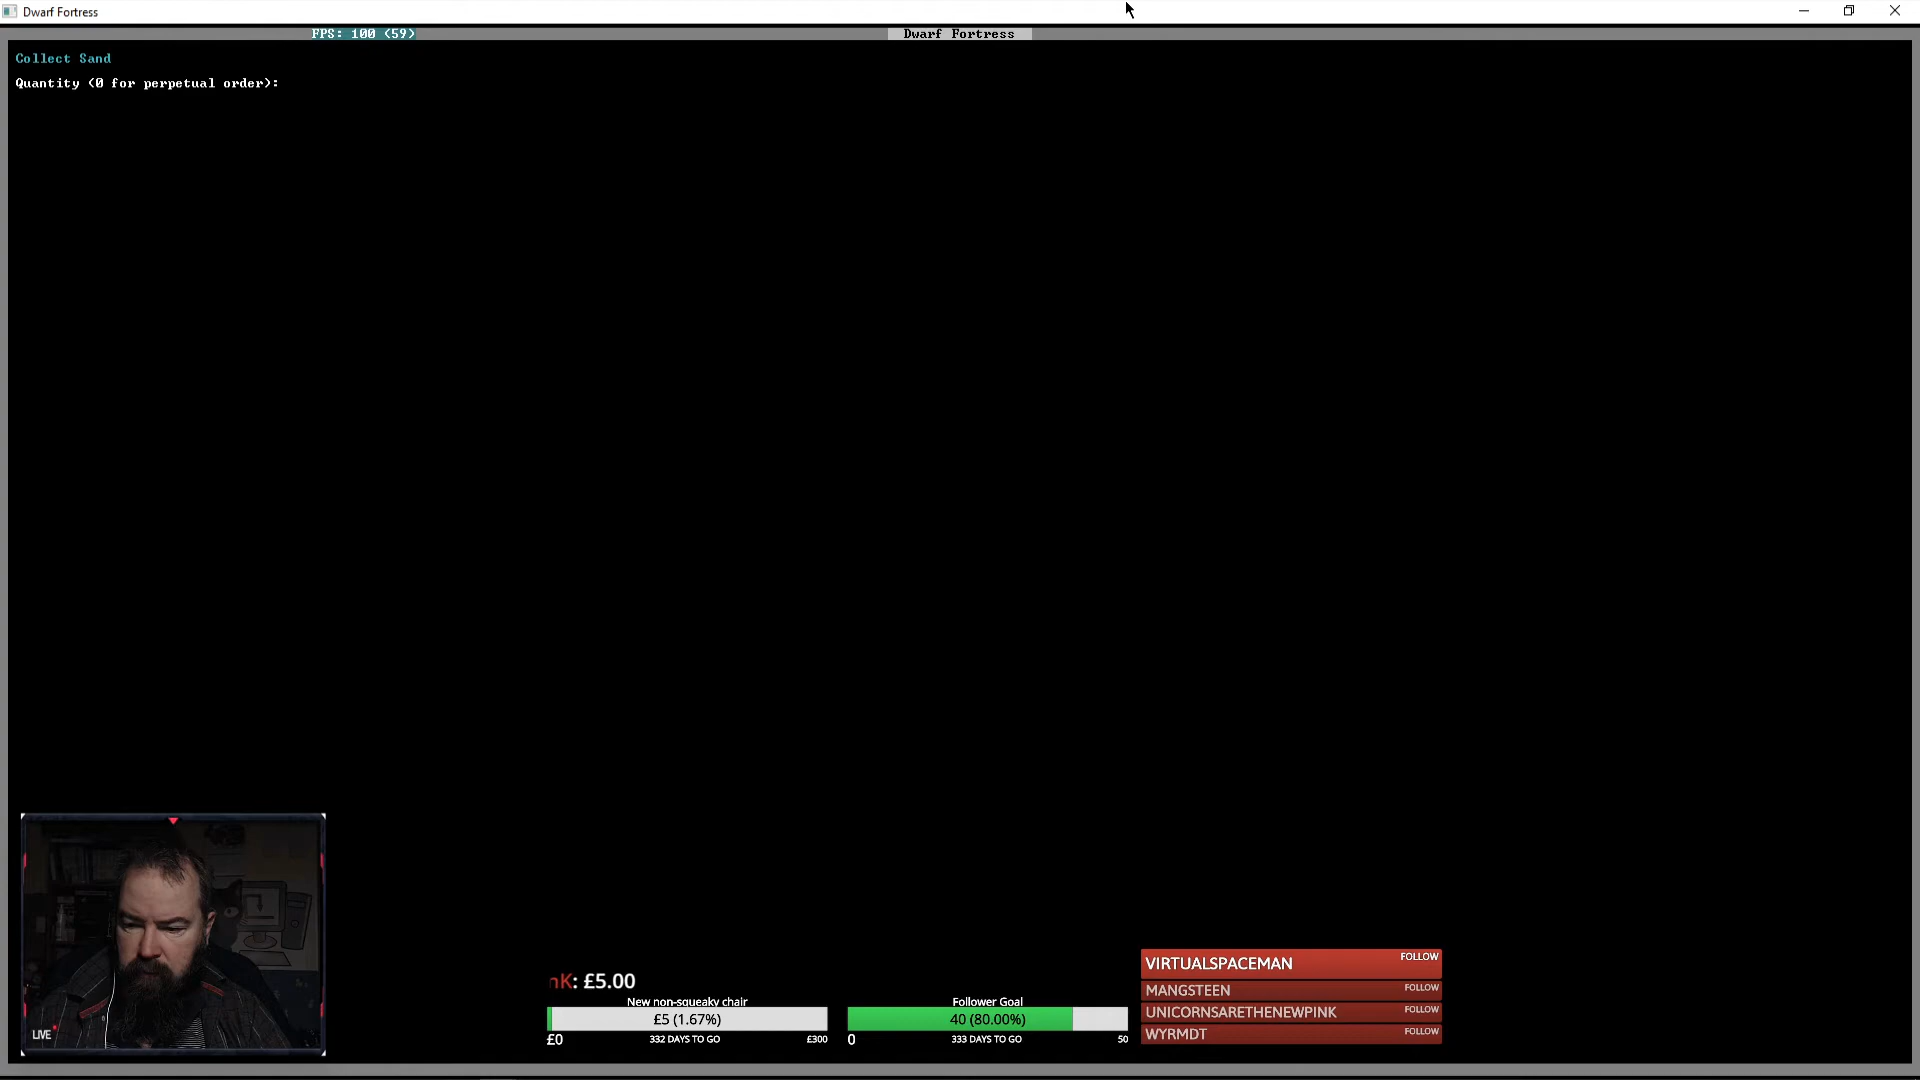 Dwarf Fortress
FPS: 100 (59)
Dwarf Fortress
Collect Sand
Quantity (0 for perpetual order):
LIVE
nK: £5.00
New non-squeaky chair
£5 (1.67%)
£0 332 DAYS TO GO £300
Follower Goal
40 (80.00%)
0 333 DAYS TO GO 50
VIRTUALSPACEMAN FOLLOW
MANGSTEEN FOLLOW
UNICORNSARETHENEWPINK FOLLOW
WYRMDT FOLLOW